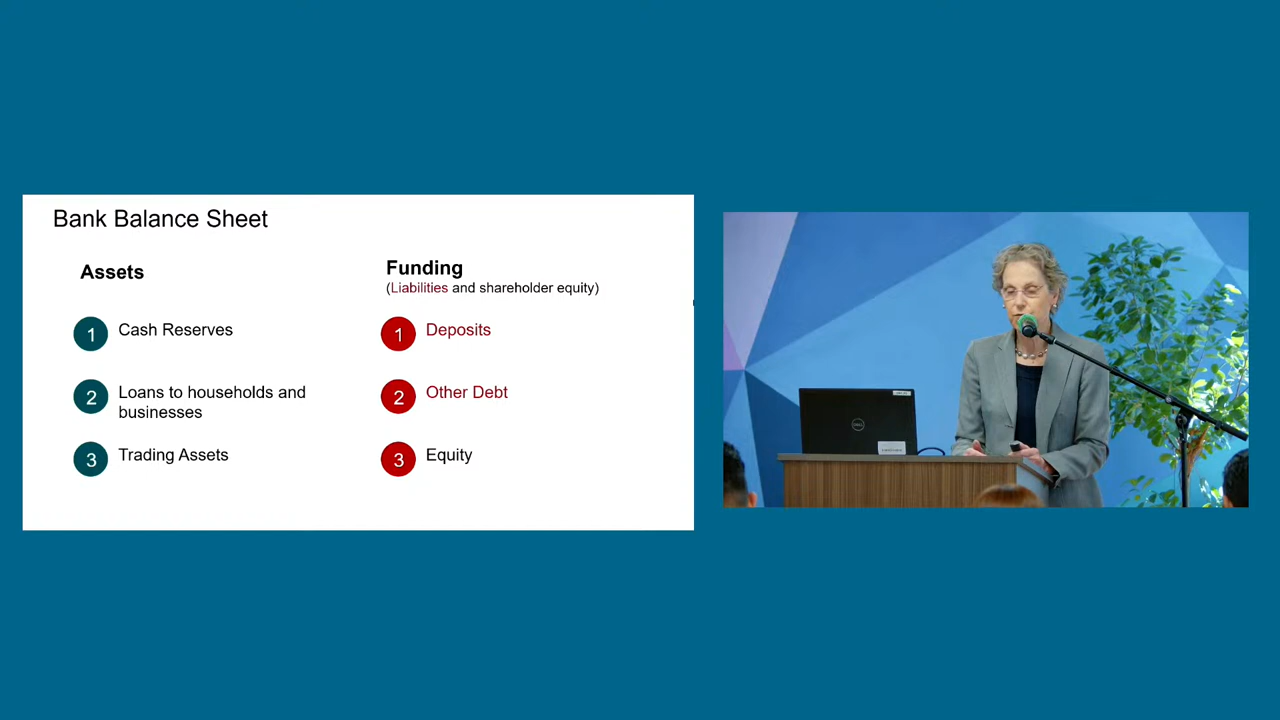 Bank Balance Sheet
Assets
1 Cash Reserves
2 Loans to households and
businesses
3 Trading Assets
Funding
(Liabilities and shareholder equity)
1 Deposits
2 Other Debt
3 Equity
DELL